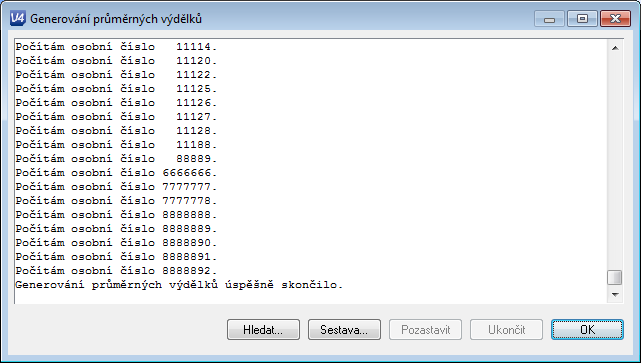 V4 Generování průměrných výdělků
Počítám osobní číslo   11114.
Počítám osobní číslo   11120.
Počítám osobní číslo   11122.
Počítám osobní číslo   11125.
Počítám osobní číslo   11126.
Počítám osobní číslo   11127.
Počítám osobní číslo   11128.
Počítám osobní číslo   11188.
Počítám osobní číslo   88889.
Počítám osobní číslo 6666666.
Počítám osobní číslo 7777777.
Počítám osobní číslo 7777778.
Počítám osobní číslo 8888888.
Počítám osobní číslo 8888889.
Počítám osobní číslo 8888890.
Počítám osobní číslo 8888891.
Počítám osobní číslo 8888892.
Generování průměrných výdělků úspěšně skončilo.
Hledat... Sestava... Pozastavit Ukončit OK